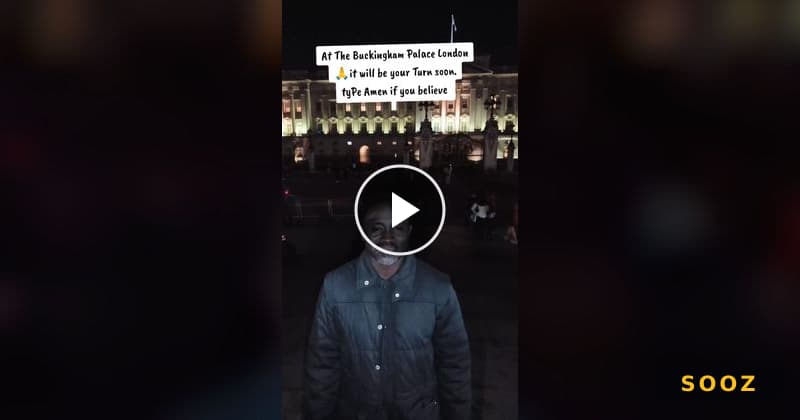 At The Buckingham Palace London
🙏it will be your Turn soon.
tyPe Amen if you believe
SOOZ